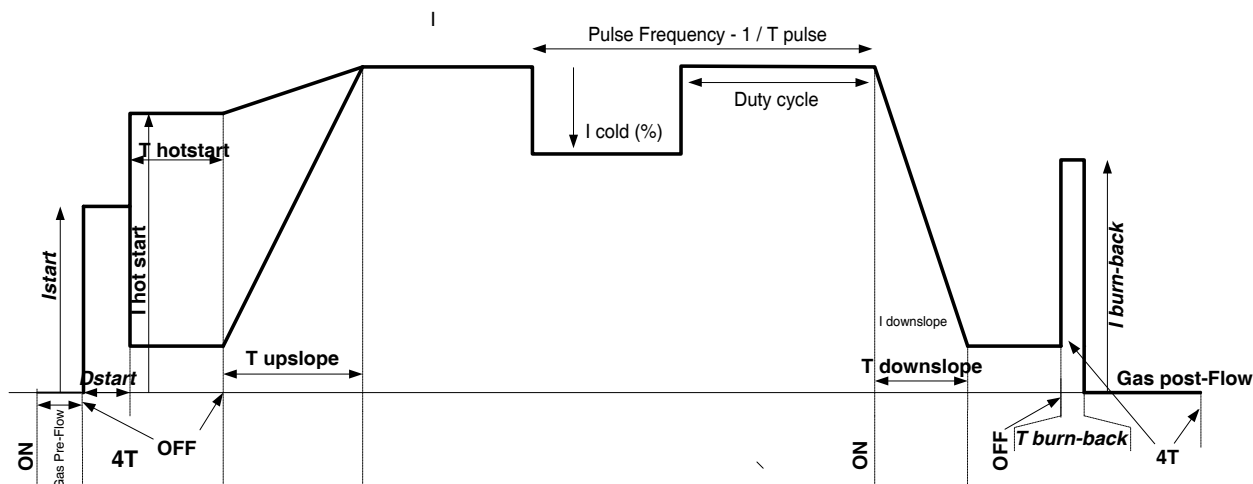 I
Pulse Frequency - 1 / T pulse
Duty cycle
I cold (%)
T hotstart
I hot start
Istart
Dstart
T upslope
I downslope
T downslope
I burn-back
Gas post-Flow
ON
Gas Pre-Flow
4T
OFF
ON
OFF
T burn-back
4T